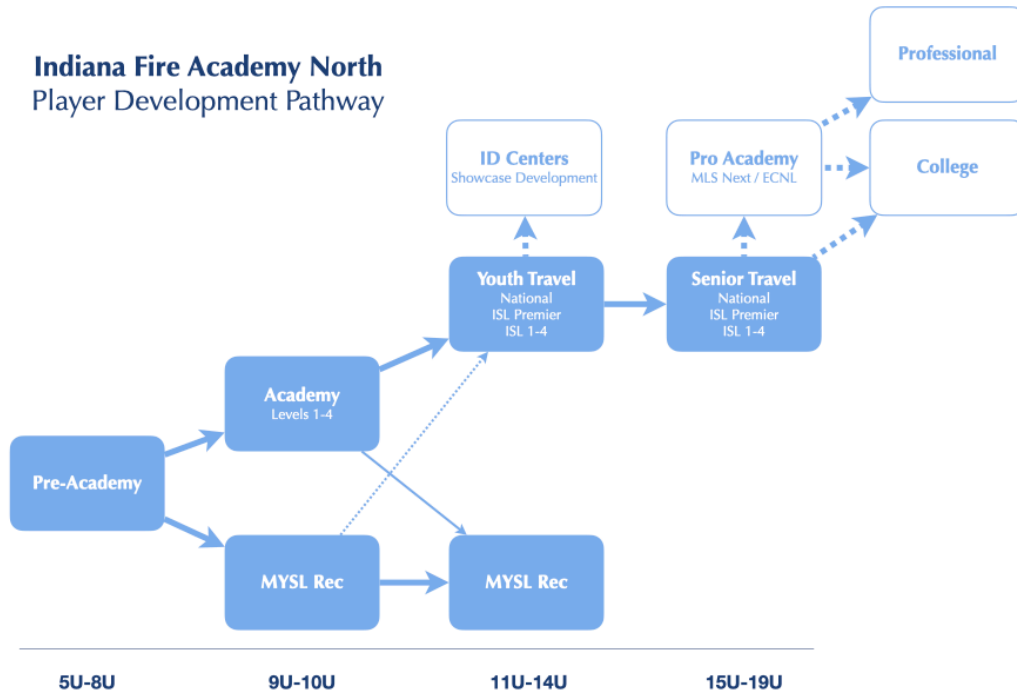 Indiana Fire Academy North
Player Development Pathway
Professional
ID Centers
Showcase Development
Pro Academy
MLS Next / ECNL
College
Youth Travel
National
ISL Premier
ISL 1-4
Senior Travel
National
ISL Premier
ISL 1-4
Academy
Levels 1-4
Pre-Academy
MYSL Rec
MYSL Rec
5U-8U
9U-10U
11U-14U
15U-19U